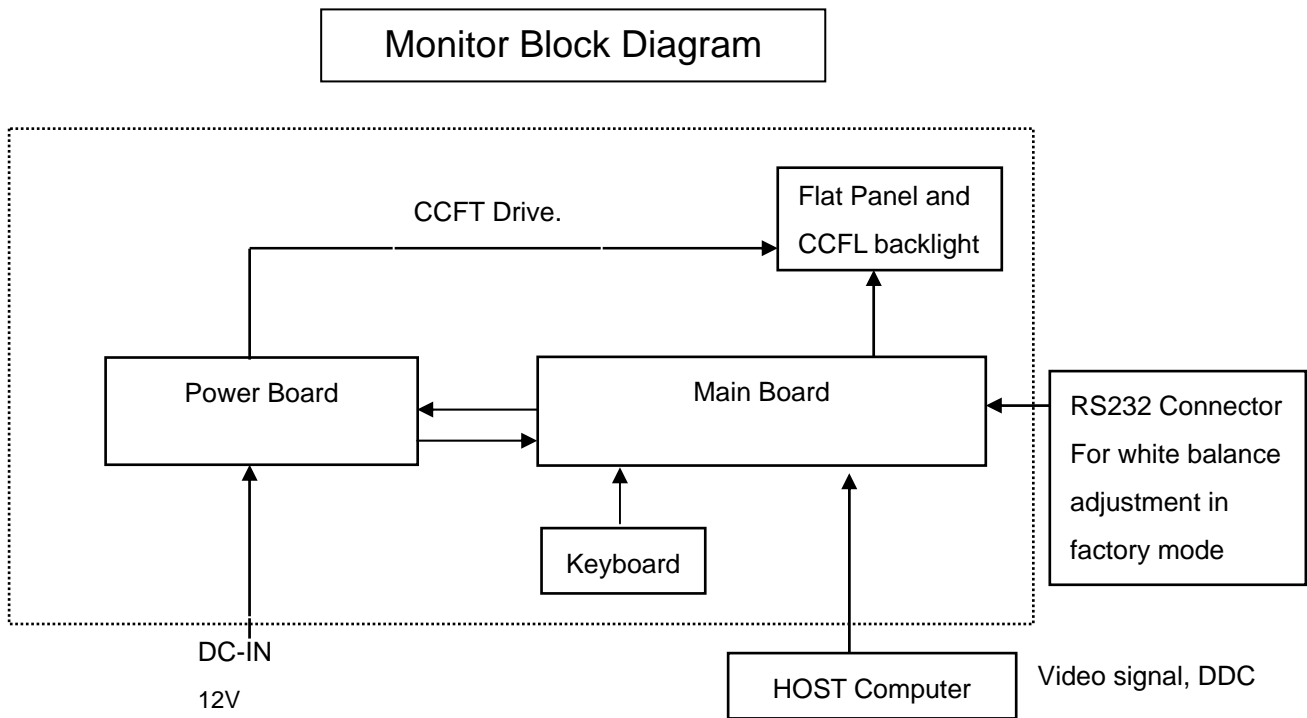 Monitor Block Diagram
CCFT Drive.
Flat Panel and
CCFL backlight
Power Board
Main Board
RS232 Connector
For white balance
adjustment in
factory mode
Keyboard
DC-IN
12V
HOST Computer
Video signal, DDC